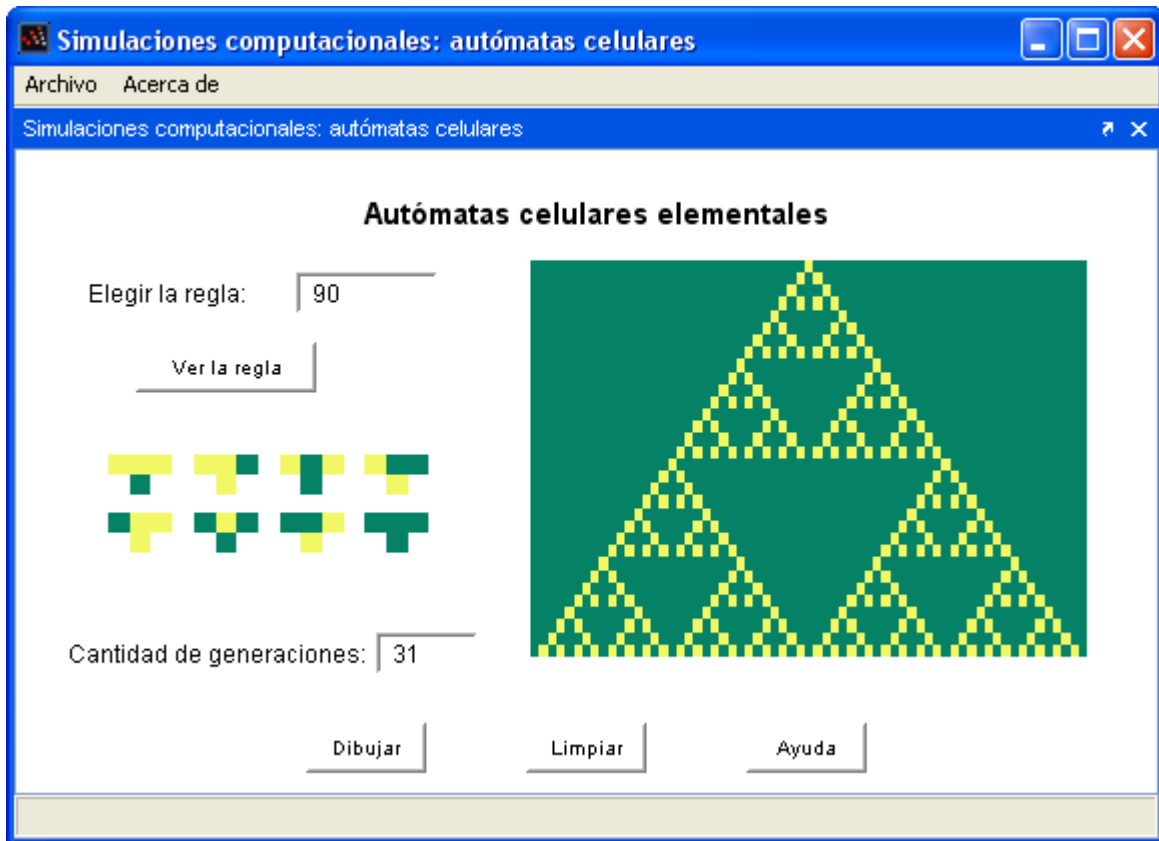 Simulaciones computacionales: autómatas celulares
Archivo Acerca de
Simulaciones computacionales: autómatas celulares
Autómatas celulares elementales
Elegir la regla: 90
Ver la regla
Cantidad de generaciones: 31
Dibujar Limpiar Ayuda